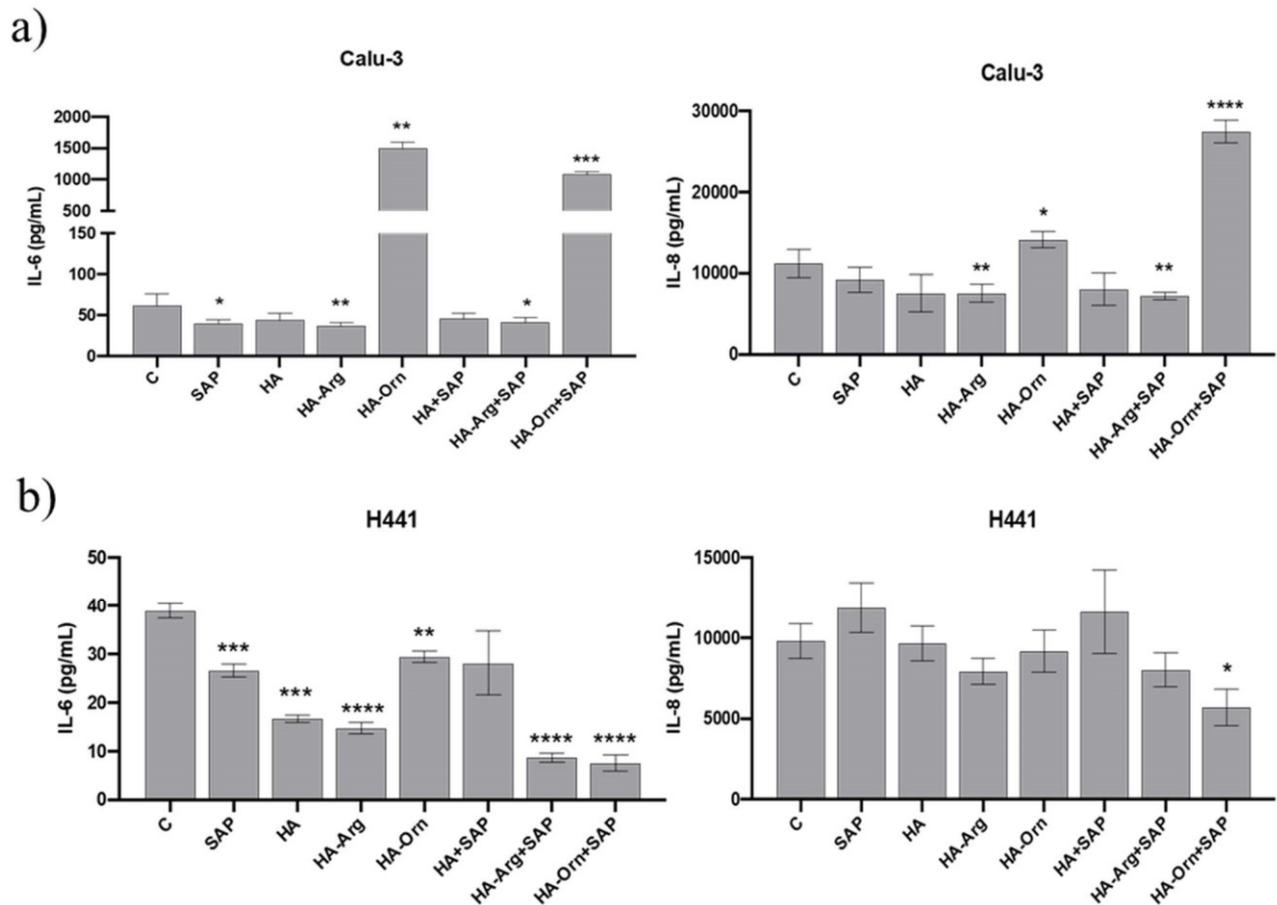 a)
Calu-3
IL-6 (pg/mL)
2000
1500
1000
500
150
100
50
0
*
**
**
*
***
C
SAP
HA
HA-Arg
HA-Orn
HA+SAP
HA-Arg+SAP
HA-Orn+SAP
Calu-3
IL-8 (pg/mL)
30000
20000
10000
0
**
*
**
****
C
SAP
HA
HA-Arg
HA-Orn
HA+SAP
HA-Arg+SAP
HA-Orn+SAP
b)
H441
IL-6 (pg/mL)
50
40
30
20
10
0
***
***
****
**
****
****
C
SAP
HA
HA-Arg
HA-Orn
HA+SAP
HA-Arg+SAP
HA-Orn+SAP
H441
IL-8 (pg/mL)
15000
10000
5000
0
*
C
SAP
HA
HA-Arg
HA-Orn
HA+SAP
HA-Arg+SAP
HA-Orn+SAP